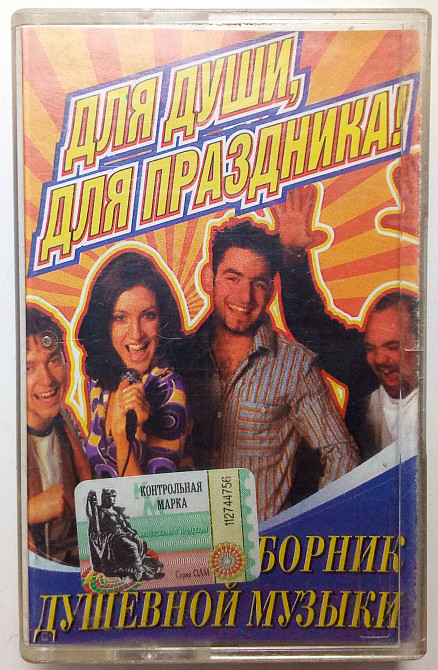 ДЛЯ ДУШИ,
ДЛЯ ПРАЗДНИКА!
КОНТРОЛЬНАЯ
МАРКА
112744756
БОРНИК
ДУШЕВНОЙ МУЗЫКИ